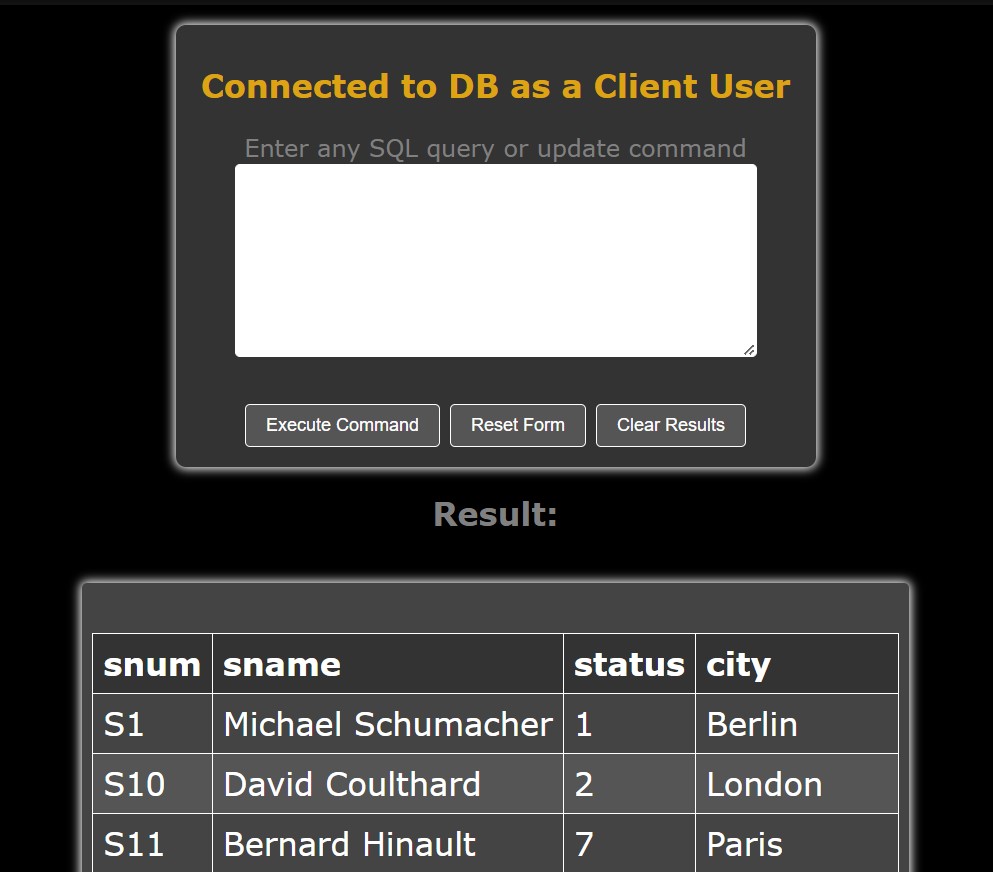 Connected to DB as a Client User
Enter any SQL query or update command
Execute Command Reset Form Clear Results
Result:
snum sname status city
S1 Michael Schumacher 1 Berlin
S10 David Coulthard 2 London
S11 Bernard Hinault 7 Paris